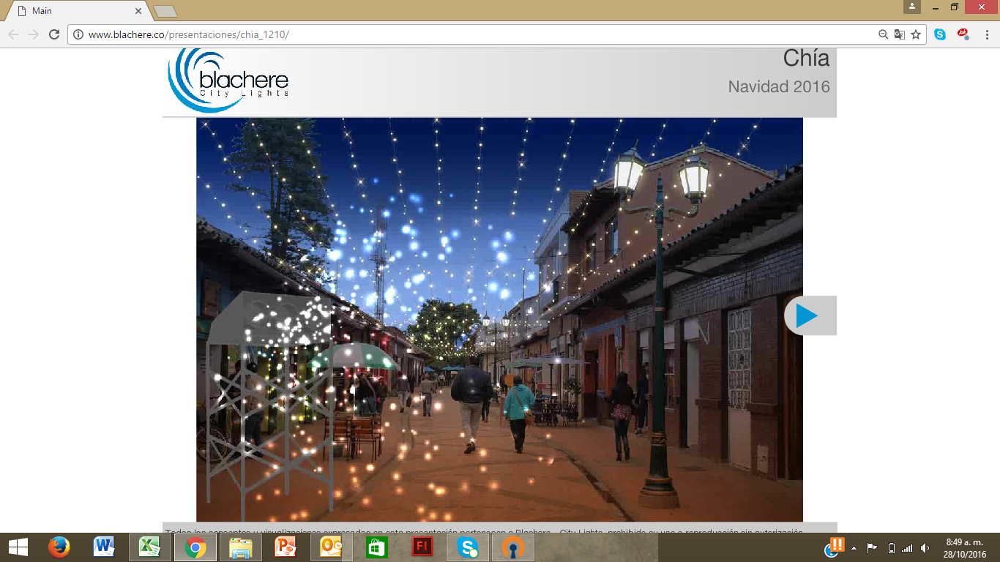 Main
www.blachere.co/presentaciones/chia_1210/
Chía
blachere
City Lights
Navidad 2016
8:49 a. m.
28/10/2016